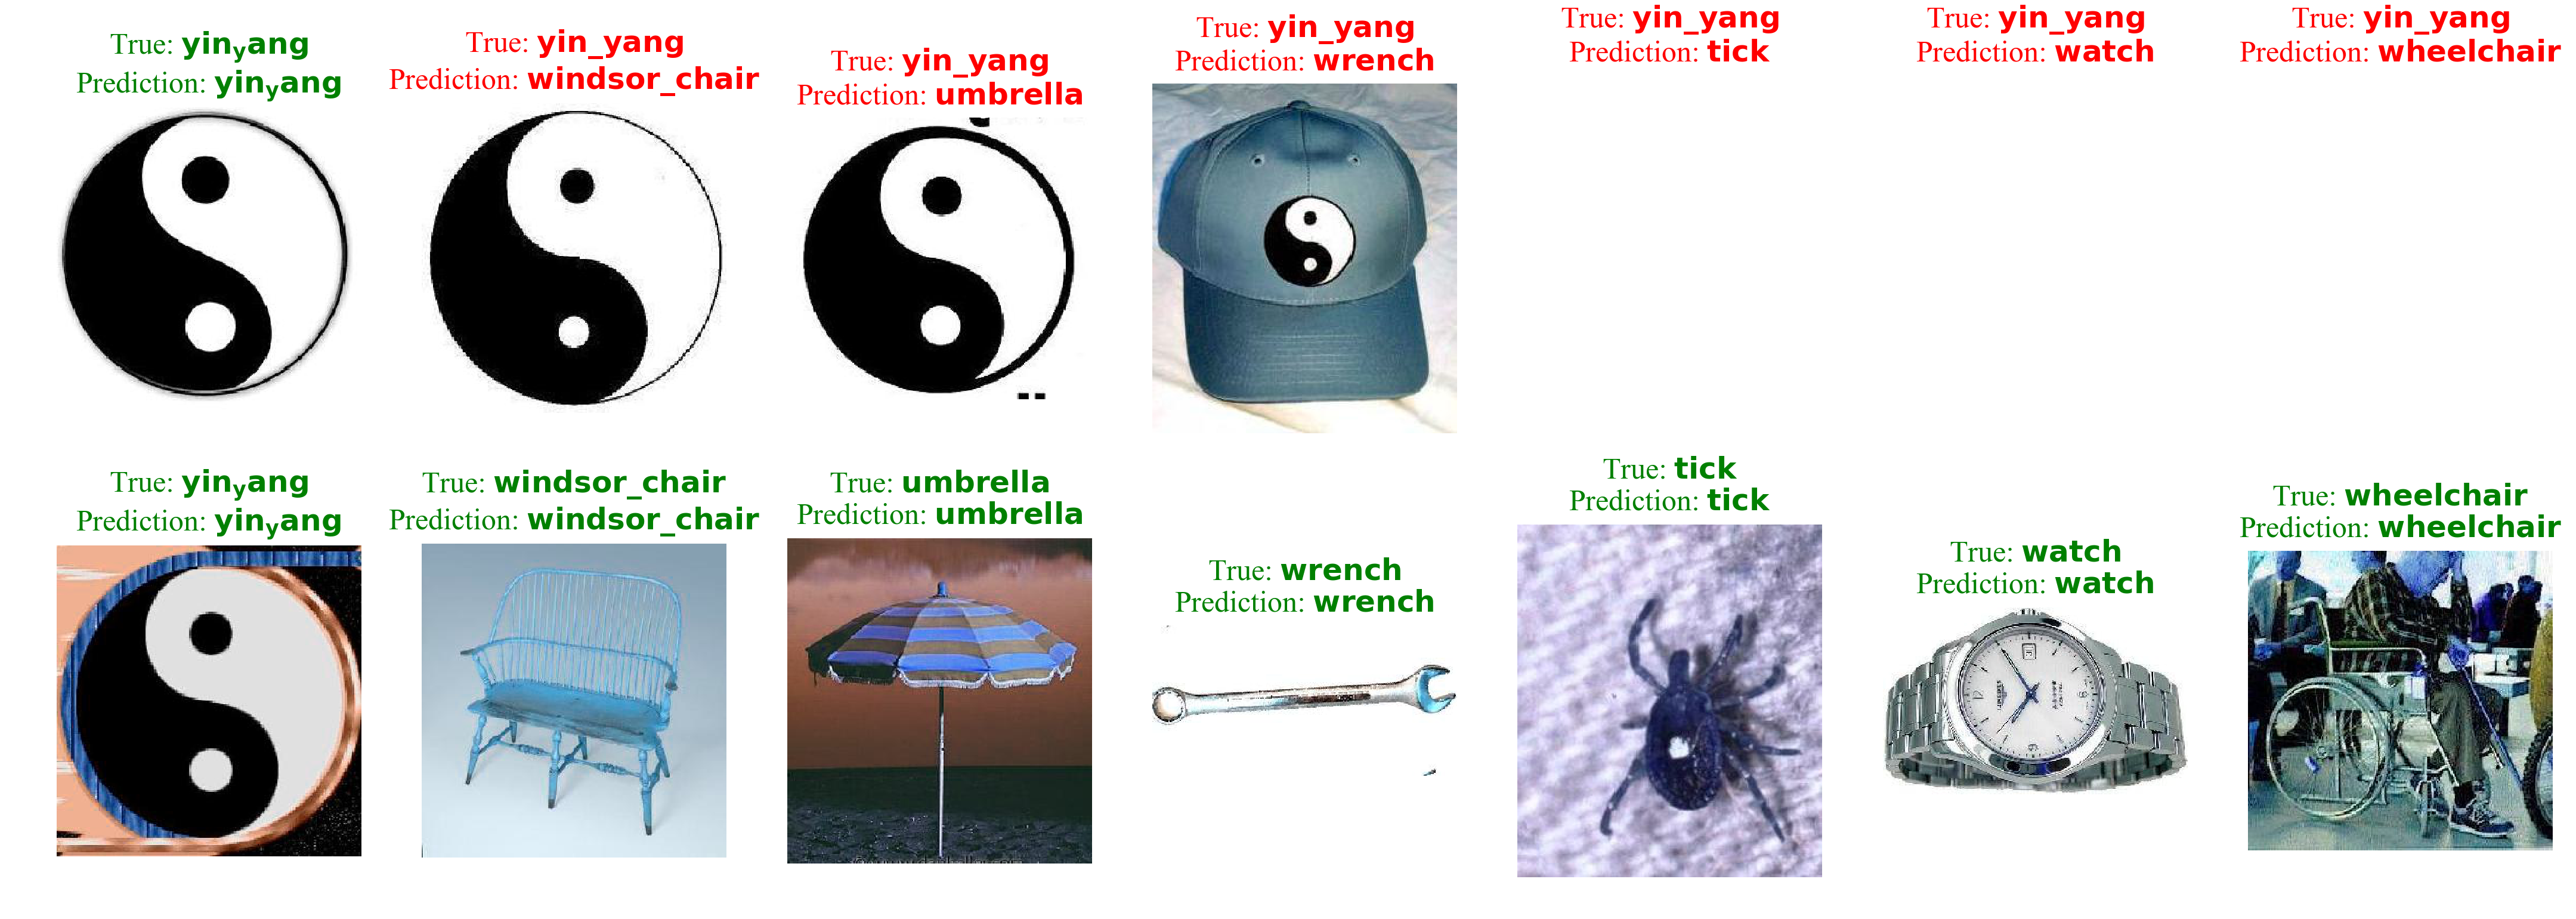 True: yin_yang
Prediction: yin_yang
True: yin_yang
Prediction: windsor_chair
True: yin_yang
Prediction: umbrella
True: yin_yang
Prediction: wrench
True: yin_yang
Prediction: tick
True: yin_yang
Prediction: watch
True: yin_yang
Prediction: wheelchair
True: yin_yang
Prediction: yin_yang
True: windsor_chair
Prediction: windsor_chair
True: umbrella
Prediction: umbrella
True: wrench
Prediction: wrench
True: tick
Prediction: tick
True: watch
Prediction: watch
True: wheelchair
Prediction: wheelchair